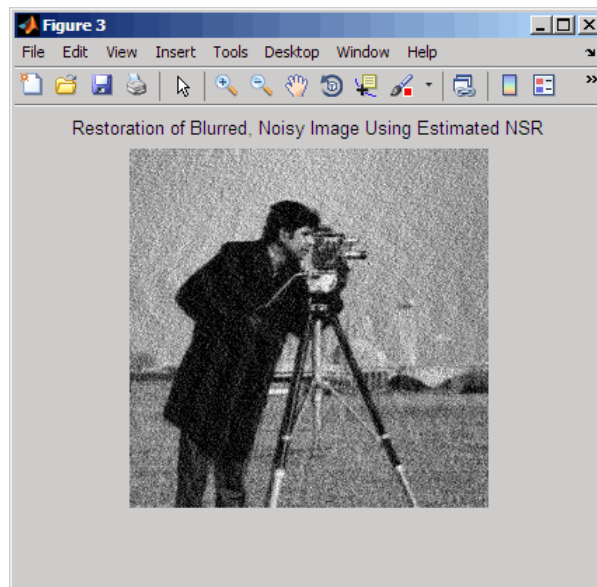 Figure 3
File Edit View Insert Tools Desktop Window Help
Restoration of Blurred, Noisy Image Using Estimated NSR